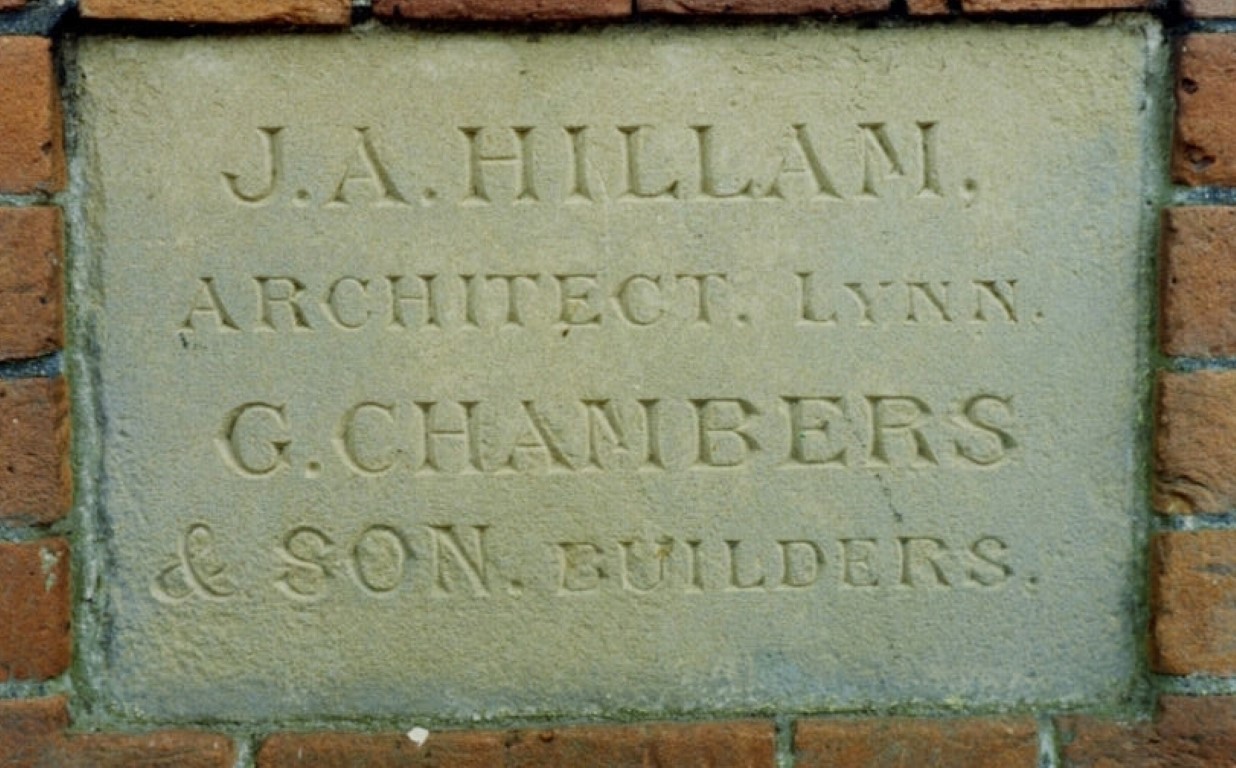 J. A. HILLAM,
ARCHITECT. LYNN.
G. CHAMBERS
& SON. BUILDERS.